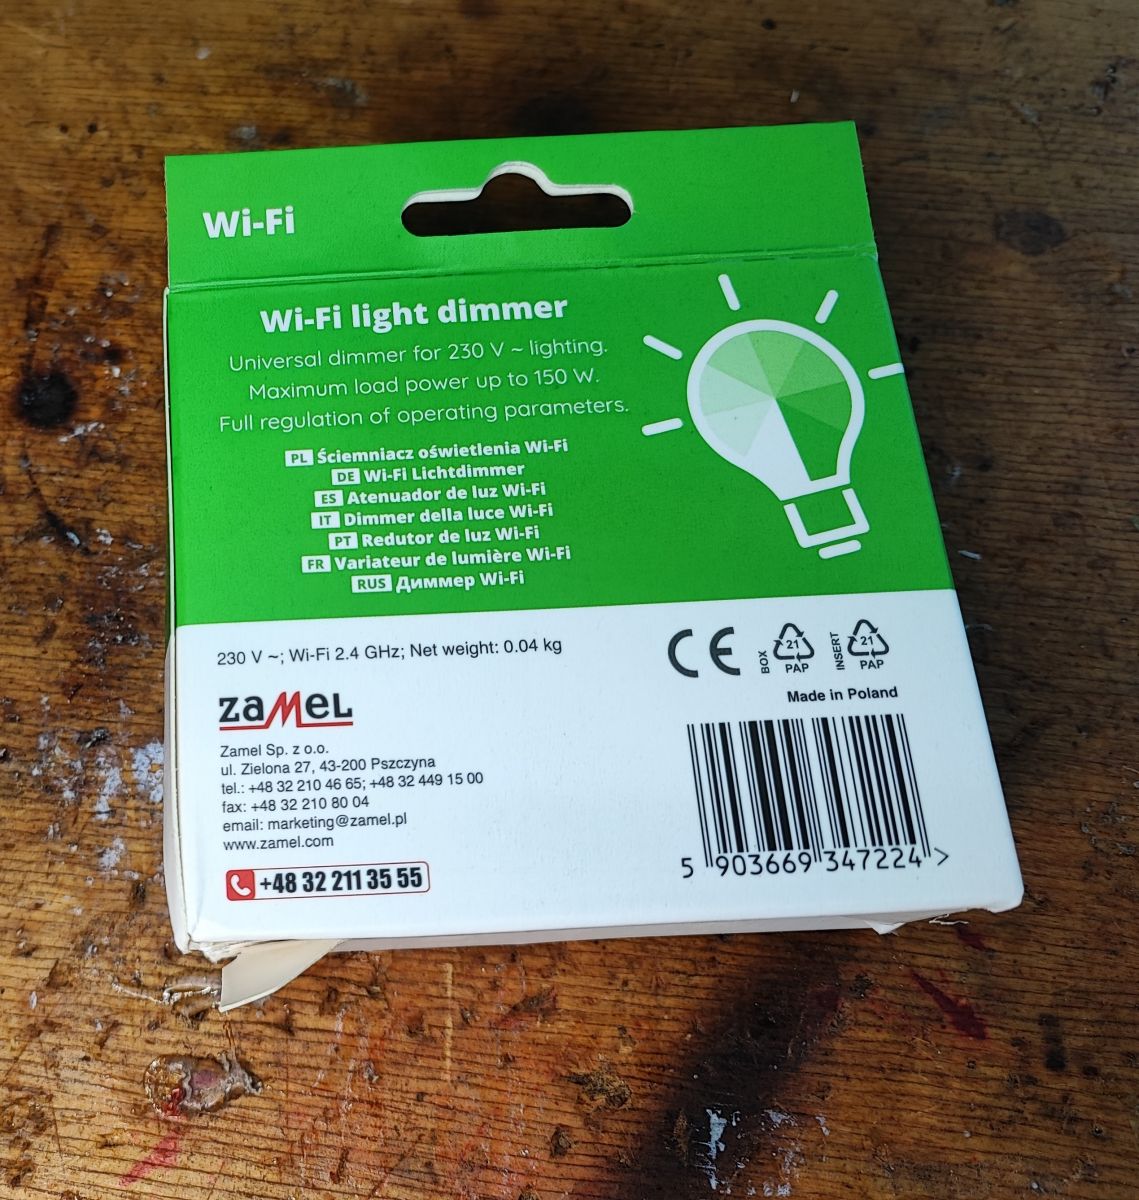 Wi-Fi
Wi-Fi light dimmer
Universal dimmer for 230 V ~ lighting.
Maximum load power up to 150 W.
Full regulation of operating parameters.
PL Ściemniacz oświetlenia Wi-Fi
DE Wi-Fi Lichtdimmer
ES Atenuador de luz Wi-Fi
IT Dimmer della luce Wi-Fi
PT Redutor de luz Wi-Fi
FR Variateur de lumière Wi-Fi
RUS Диммер Wi-Fi
230 V ~; Wi-Fi 2.4 GHz; Net weight: 0.04 kg
CE
BOX
21
PAP
INSERT
21
PAP
Made in Poland
zaMeL
Zamel Sp. z o.o.
ul. Zielona 27, 43-200 Pszczyna
tel.: +48 32 210 46 65; +48 32 449 15 00
fax: +48 32 210 80 04
email: marketing@zamel.pl
www.zamel.com
+48 32 211 35 55
5 903669 347224 >